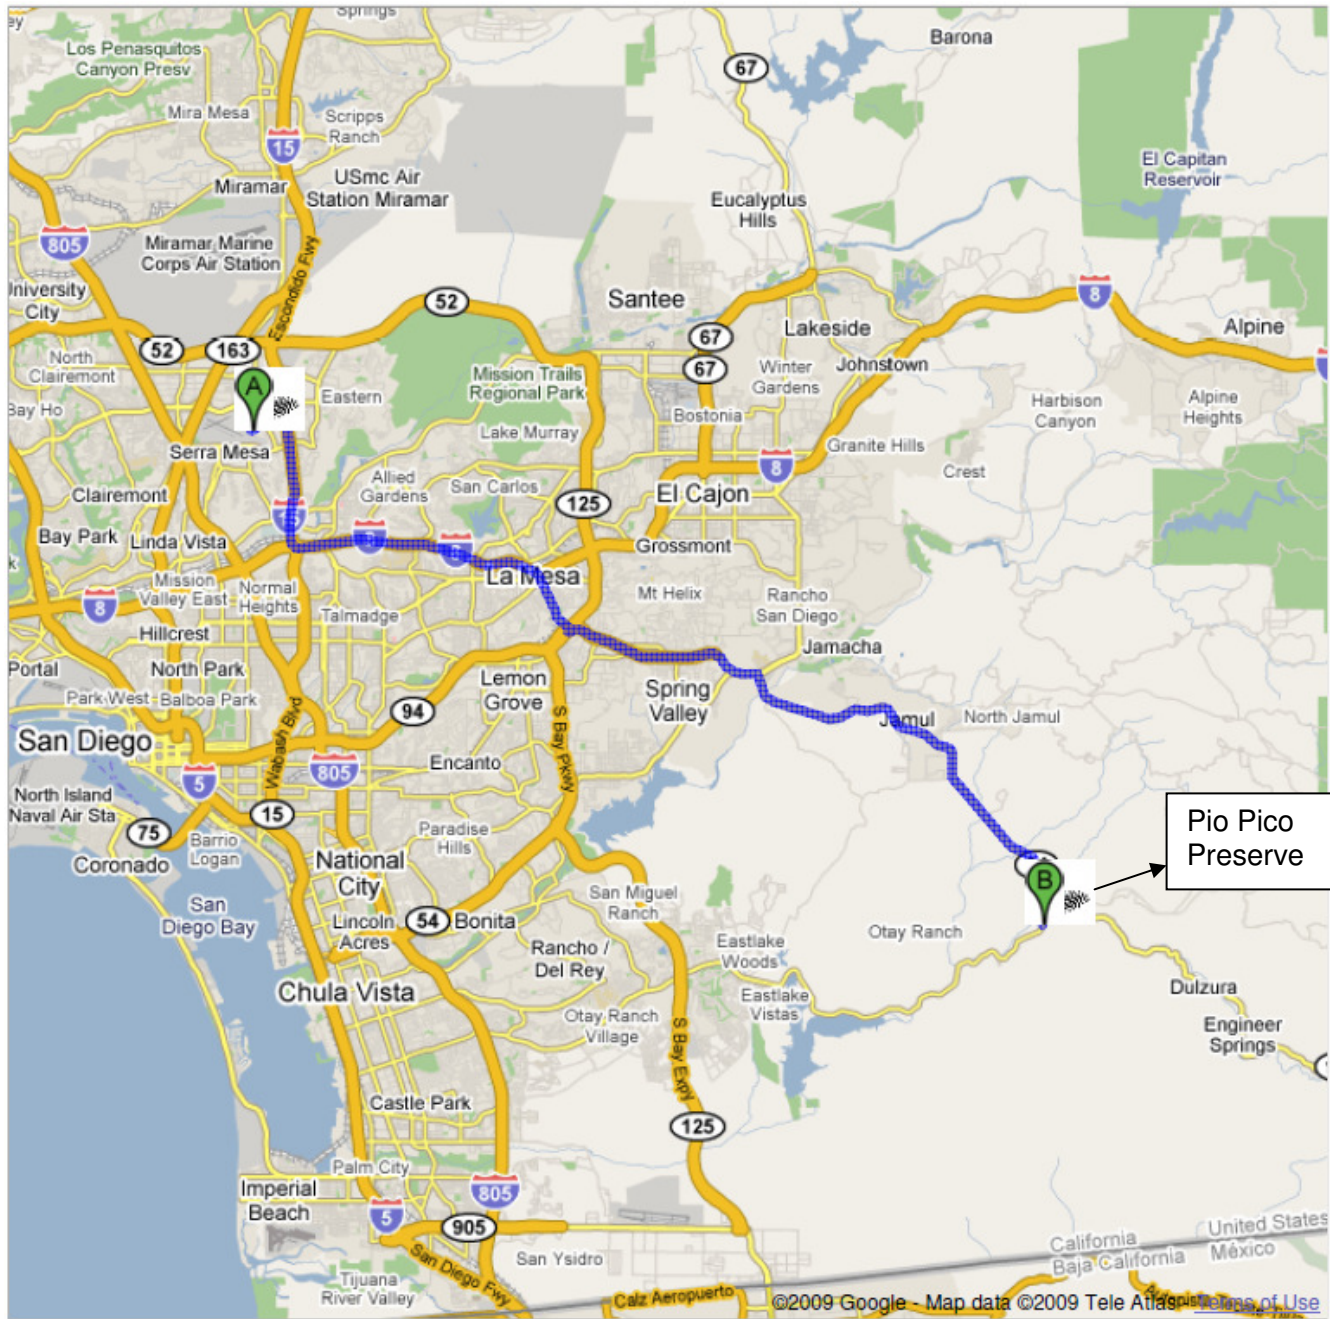 Springs
Los Penasquitos
Canyon Presv
Barona
67
Mira Mesa
Scripps
Ranch
15
Miramar
USmc Air
Station Miramar
El Capitan
Reservoir
Eucalyptus
Hills
805
Miramar Marine
Corps Air Station
Escondido Fwy
University
City
52
Santee
8
67
Lakeside
Alpine
52
163
North
Clairemont
67
Winter
Gardens
Johnstown
A
Eastern
Mission Trails
Regional Park
Bay Ho
Bostonia
Harbison
Canyon
Alpine
Heights
Serra Mesa
Lake Murray
Granite Hills
8
Crest
Clairemont
Allied
Gardens
San Carlos
125
El Cajon
Bay Park
Linda Vista
Grossmont
La Mesa
Mission
Valley East
Normal
Heights
Mt Helix
Rancho
San Diego
8
Talmadge
Hillcrest
Jamacha
Portal
North Park
Lemon
Grove
Spring
Valley
Park West
Balboa Park
94
S Bay Pkwy
Jamul
North Jamul
San Diego
Wabash Blvd
Encanto
805
5
North Island
Naval Air Sta
15
75
Barrio
Logan
Paradise
Hills
Pio Pico
Preserve
Coronado
National
City
B
San
Diego Bay
San Miguel
Ranch
Lincoln
Acres
54
Bonita
Otay Ranch
Rancho /
Del Rey
Eastlake
Woods
Chula Vista
Eastlake
Vistas
Dulzura
Otay Ranch
Village
Engineer
Springs
S Bay Expy
Castle Park
125
Palm City
Imperial
Beach
805
5
905
San Ysidro
California
Baja California
United States
México
San Diego Fwy
Tijuana
River Valley
Calz Aeropuerto
©2009 Google - Map data ©2009 Tele Atlas - Terms of Use